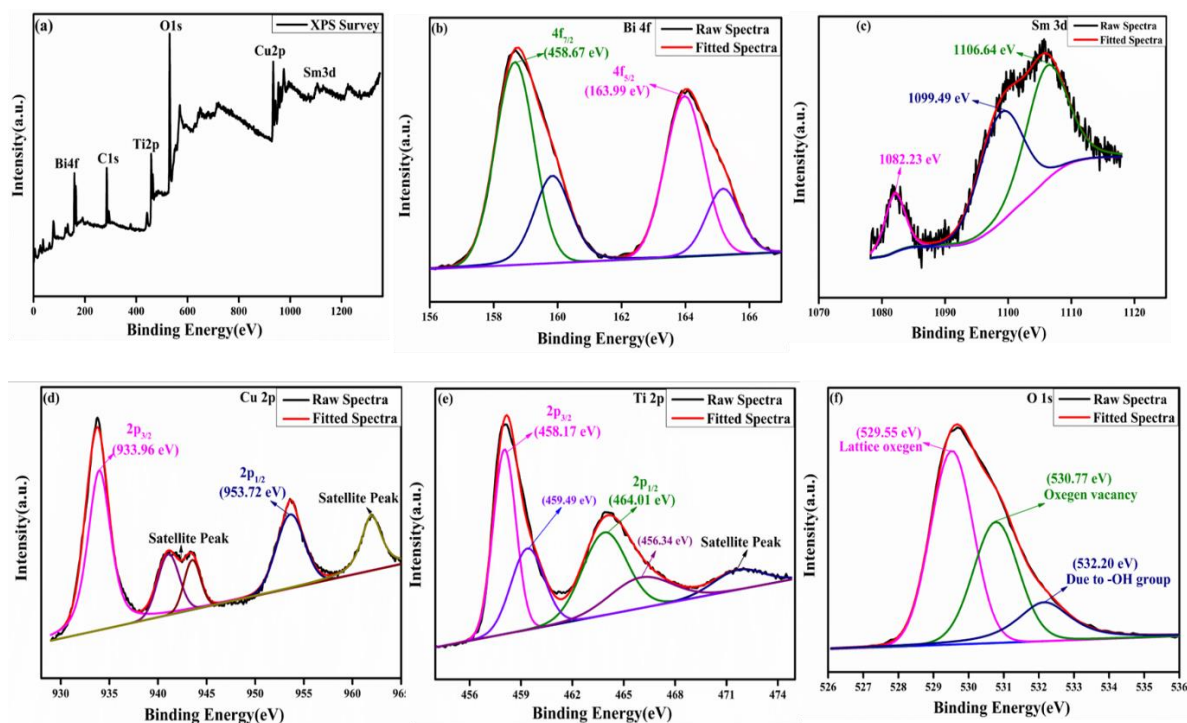 (a)
XPS Survey
O1s
Cu2p
Sm3d
Ti2p
Bi4f
C1s
Intensity(a.u.)
0 200 400 600 800 1000 1200
Binding Energy(eV)
(b)
Bi 4f
Raw Spectra
Fitted Spectra
4f7/2
(458.67 eV)
4f5/2
(163.99 eV)
Intensity(a.u.)
156 158 160 162 164 166
Binding Energy(eV)
(c)
Sm 3d
Raw Spectra
Fitted Spectra
1106.64 eV
1099.49 eV
1082.23 eV
Intensity(a.u.)
1070 1080 1090 1100 1110 1120
Binding Energy(eV)
(d)
Cu 2p
Raw Spectra
Fitted Spectra
2p3/2
(933.96 eV)
2p1/2
(953.72 eV)
Satellite Peak
Satellite Peak
Intensity(a.u.)
930 935 940 945 950 955 960 965
Binding Energy(eV)
(e)
Ti 2p
Raw Spectra
Fitted Spectra
2p3/2
(458.17 eV)
2p1/2
(464.01 eV)
(459.49 eV)
(456.34 eV)
Satellite Peak
Intensity(a.u.)
456 459 462 465 468 471 474
Binding Energy(eV)
(f)
O 1s
Raw Spectra
Fitted Spectra
(529.55 eV)
Lattice oxegen
(530.77 eV)
Oxegen vacancy
(532.20 eV)
Due to -OH group
Intensity(a.u.)
526 527 528 529 530 531 532 533 534 535 536
Binding Energy(eV)